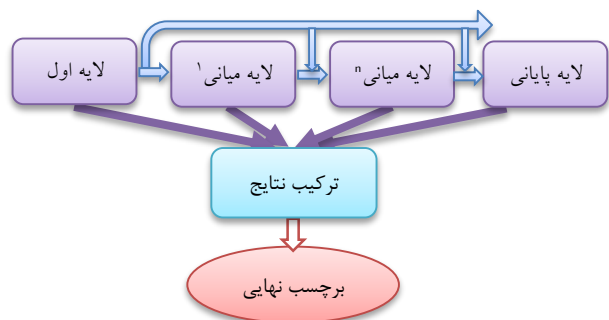 لایه اول
لایه میانی۱
لایه میانیn
لایه پایانی
ترکیب نتایج
برچسب نهایی